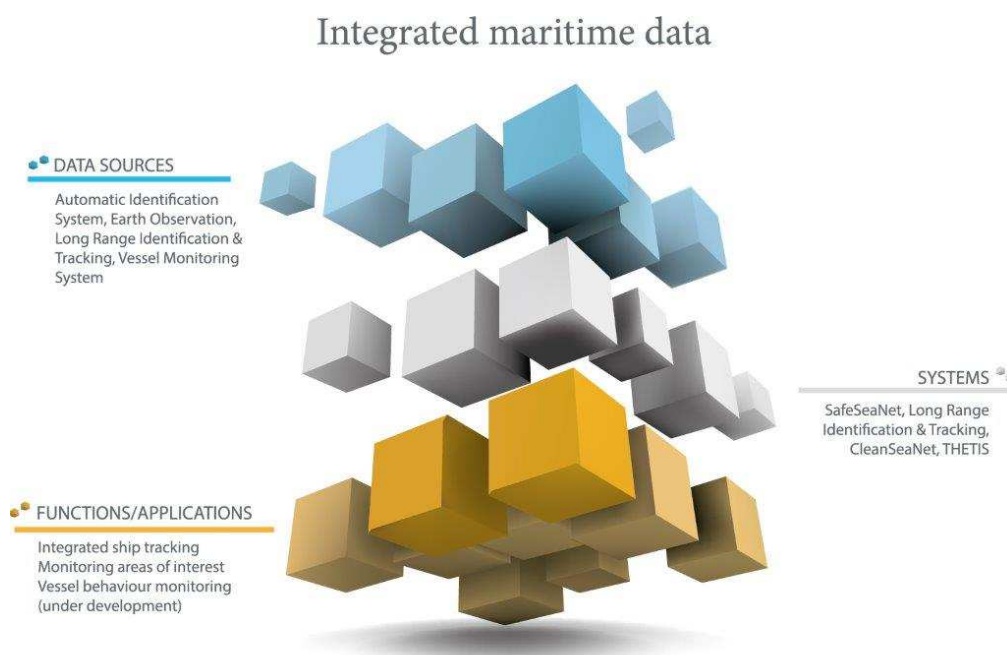 Integrated maritime data
DATA SOURCES
Automatic Identification
System, Earth Observation,
Long Range Identification &
Tracking, Vessel Monitoring
System
SYSTEMS
SafeSeaNet, Long Range
Identification & Tracking,
CleanSeaNet, THETIS
FUNCTIONS/APPLICATIONS
Integrated ship tracking
Monitoring areas of interest
Vessel behaviour monitoring
(under development)